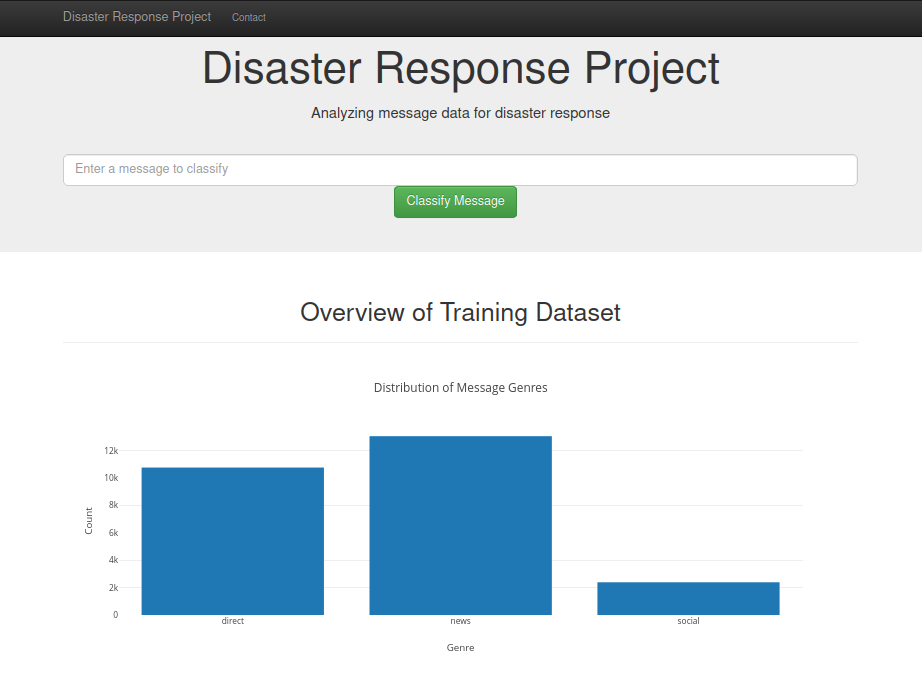 Disaster Response Project Contact
Disaster Response Project
Analyzing message data for disaster response
Enter a message to classify
Classify Message
Overview of Training Dataset
Distribution of Message Genres
12k
10k
8k
6k
4k
2k
0
Count
direct news social
Genre